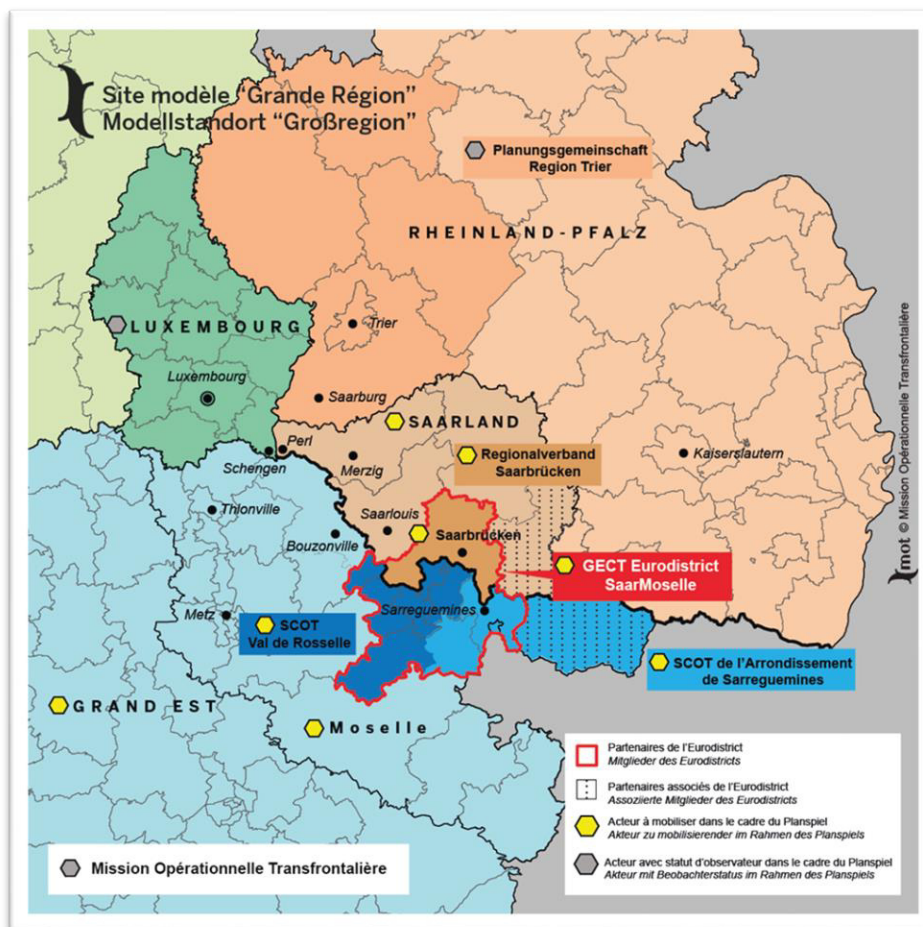 Site modèle “Grande Région”
Modellstandort “Großregion”
Planungsgemeinschaft
Region Trier
RHEINLAND-PFALZ
LUXEMBOURG
Trier
Luxembourg
Saarburg
SAARLAND
Perl
Schengen
Merzig
Regionalverband
Saarbrücken
Kaiserslautern
Thlonville
Saarlouis
Bouzonville
Saarbrücken
GECT Eurodistrict
SaarMoselle
Metz
Sarreguemines
SCOT
Val de Rosselle
SCOT de l’Arrondissement
de Sarreguemines
GRAND EST
Moselle
Partenaires de l’Eurodistrict
Mitglieder des Eurodistricts
Partenaires associés de l’Eurodistrict
Assoziierte Mitglieder des Eurodistricts
Acteur à mobiliser dans le cadre du Planspiel
Akteur zu mobilisierender im Rahmen des Planspiels
Acteur avec statut d’observateur dans le cadre du Planspiel
Akteur mit Beobachterstatus im Rahmen des Planspiels
Mission Opérationnelle Transfrontalière
mot © Mission Opérationnelle Transfrontalière